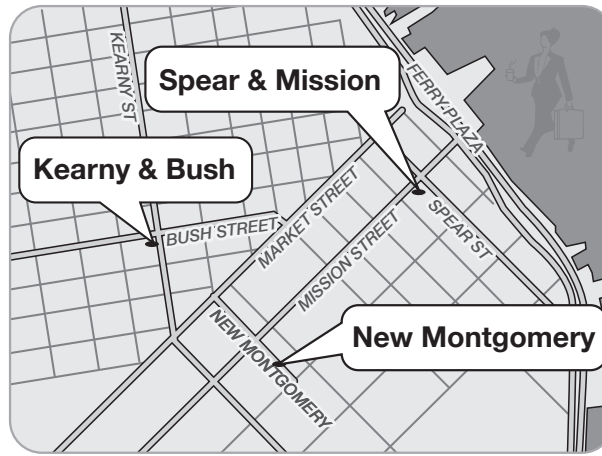 KEARNY ST
Spear & Mission
FERRY PLAZA
Kearny & Bush
BUSH STREET
MARKET STREET
MISSION STREET
SPEAR ST
NEW MONTGOMERY
New Montgomery